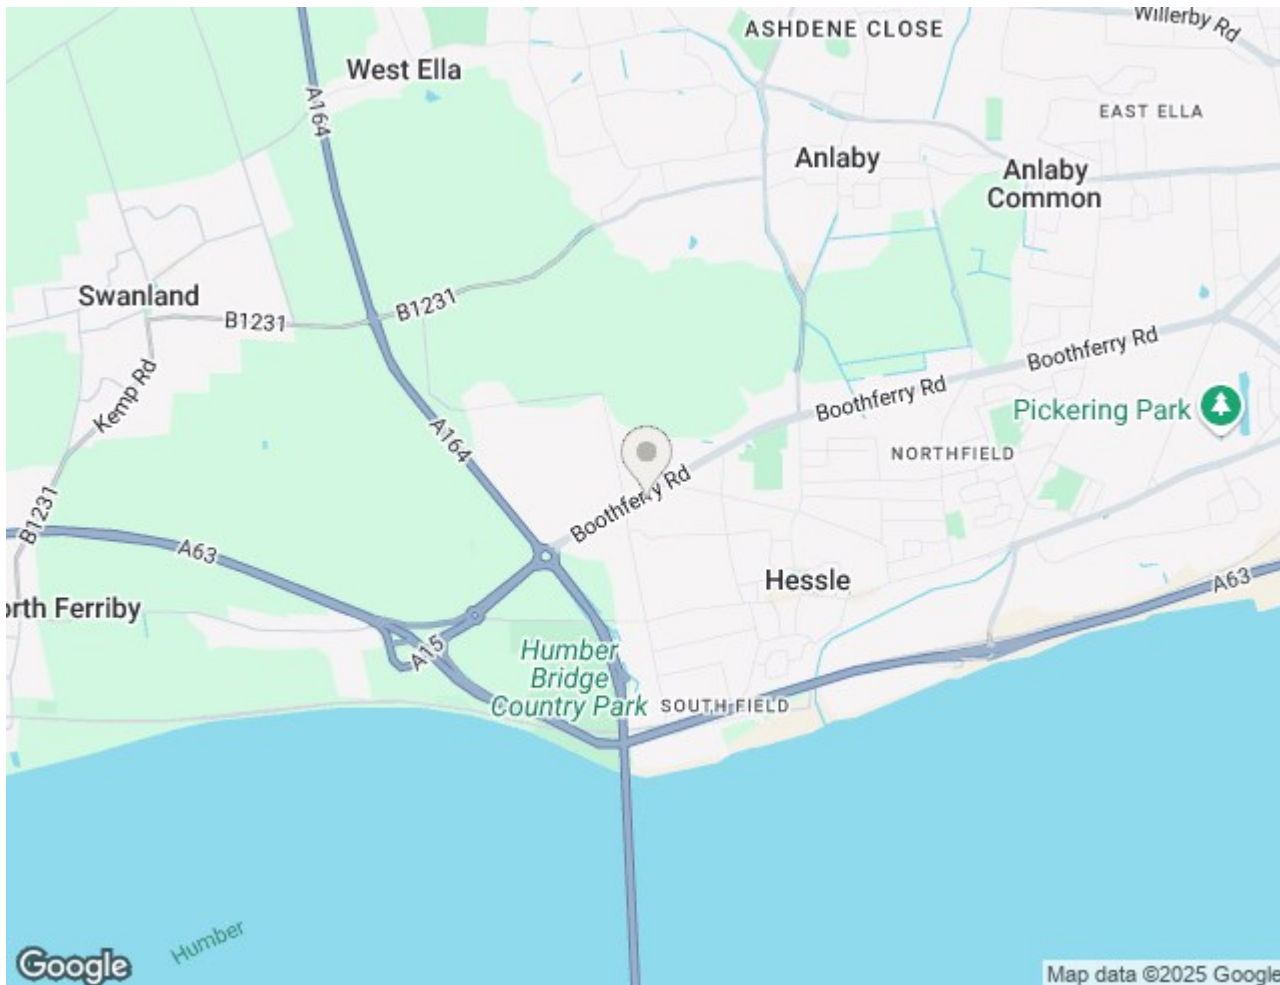 Willerby Rd
ASHDENE CLOSE
West Ella
A164
EAST ELLA
Anlaby
Anlaby
Common
Swanland
B1231
B1231
Boothferry Rd
Kemp Rd
Boothferry Rd
Pickering Park
A164
NORTHFIELD
Boothferry Rd
B1231
A63
Hessle
A63
orth Ferriby
A15
Humber
Bridge
Country Park
SOUTH FIELD
Humber
Google
Map data ©2025 Google